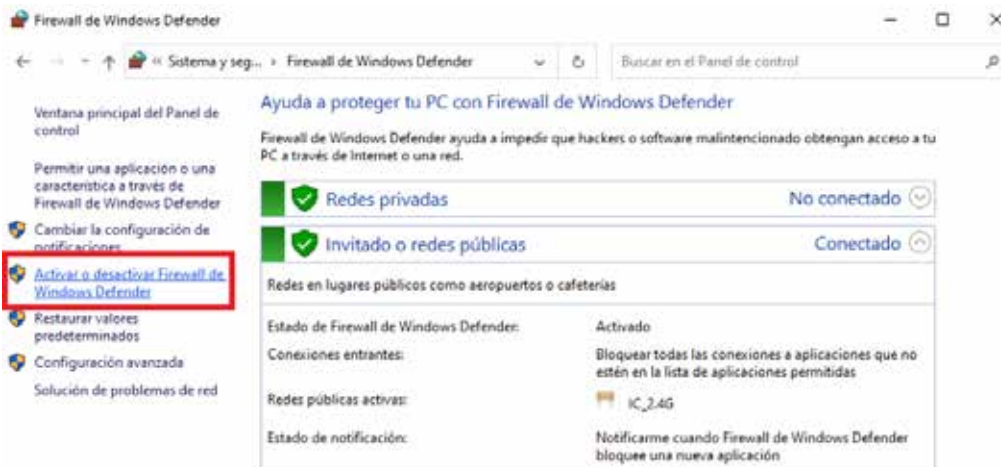 Firewall de Windows Defender
« Sistema y seg... › Firewall de Windows Defender
Buscar en el Panel de control
Ventana principal del Panel de
control
Permitir una aplicación o una
característica a través de
Firewall de Windows Defender
Cambiar la configuración de
notificaciones
Activar o desactivar Firewall de
Windows Defender
Restaurar valores
predeterminados
Configuración avanzada
Solución de problemas de red
Ayuda a proteger tu PC con Firewall de Windows Defender
Firewall de Windows Defender ayuda a impedir que hackers o software malintencionado obtengan acceso a tu
PC a través de Internet o una red.
Redes privadas No conectado
Invitado o redes públicas Conectado
Redes en lugares públicos como aeropuertos o cafeterías
Estado de Firewall de Windows Defender: Activado
Conexiones entrantes: Bloquear todas las conexiones a aplicaciones que no
estén en la lista de aplicaciones permitidas
Redes públicas activas: IC_2.4G
Estado de notificación: Notificarme cuando Firewall de Windows Defender
bloquee una nueva aplicación